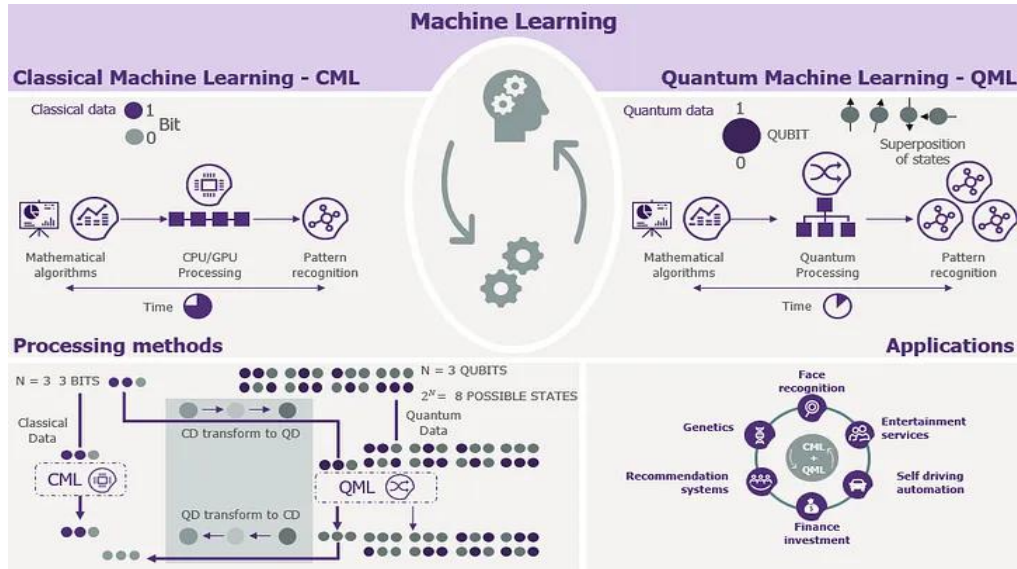 Machine Learning
Classical Machine Learning - CML
Quantum Machine Learning - QML
Classical data
1
Bit
0
Mathematical
algorithms
CPU/GPU
Processing
Pattern
recognition
Time
Quantum data
1
QUBIT
0
Superposition
of states
Mathematical
algorithms
Quantum
Processing
Pattern
recognition
Time
Processing methods
N = 3 3 BITS
Classical
Data
CML
CD transform to QD
QD transform to CD
N = 3 QUBITS
2^N = 8 POSSIBLE STATES
Quantum
Data
QML
Applications
Face
recognition
Genetics
Entertainment
services
CML
+
QML
Recommendation
systems
Self driving
automation
Finance
investment